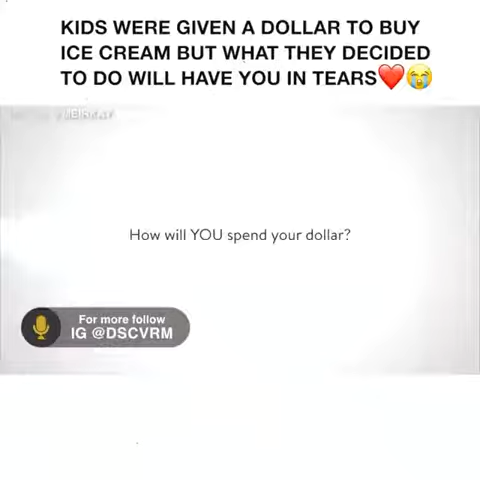 KIDS WERE GIVEN A DOLLAR TO BUY
ICE CREAM BUT WHAT THEY DECIDED
TO DO WILL HAVE YOU IN TEARS❤️😭
How will YOU spend your dollar?
For more follow
IG @DSCVRM